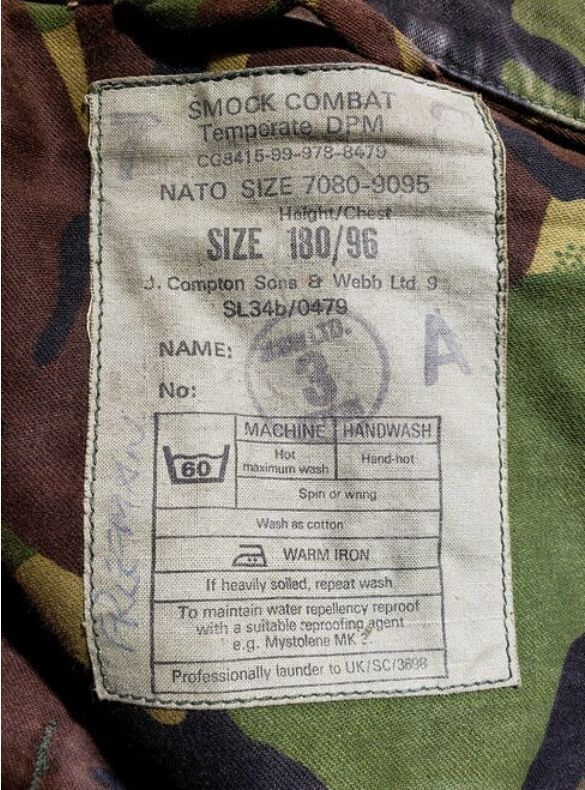 SMOCK COMBAT
Temperate DPM
CG8415-99-978-8479
NATO SIZE 7080-9095
Height/Chest
SIZE 180/96
J. Compton Sons & Webb Ltd. 9
SL34b/0479
NAME:
LTD.
3
A
No:
FREEMAN
MACHINE HANDWASH
60
Hot
maximum wash
Hand-hot
Spin or wring
Wash as cotton
WARM IRON
If heavily soiled, repeat wash
To maintain water repellency reproof
with a suitable reproofing agent
e.g. Mystolene MK
Professionally launder to UK/SC/3698